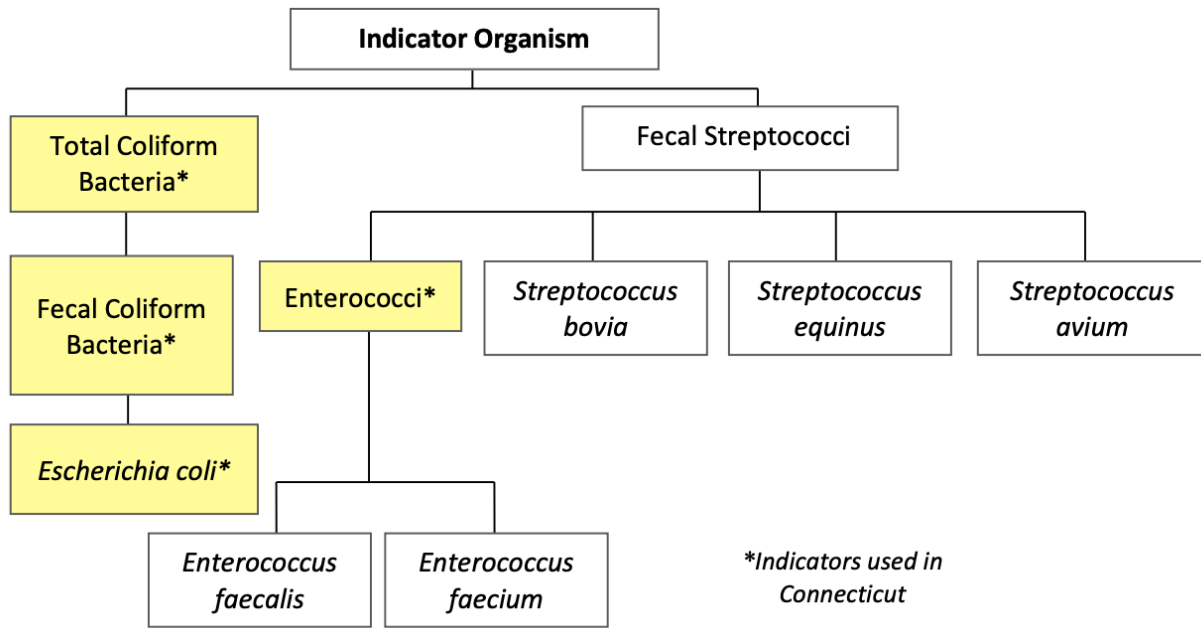 Indicator Organism
Total Coliform
Bacteria*
Fecal Streptococci
Fecal Coliform
Bacteria*
Enterococci*
Streptococcus
bovia
Streptococcus
equinus
Streptococcus
avium
Escherichia coli*
Enterococcus
faecalis
Enterococcus
faecium
*Indicators used in
Connecticut